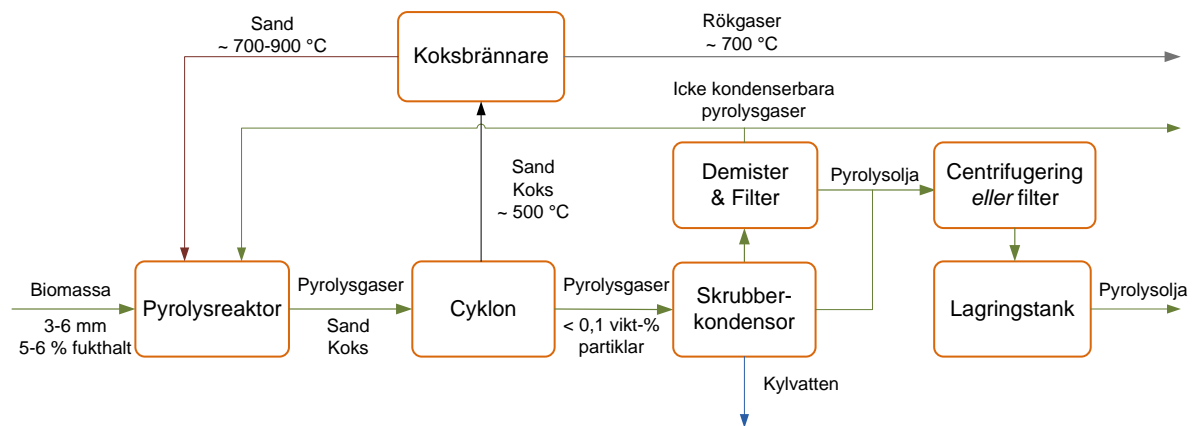 Sand
~ 700-900 °C
Koksbrännare
Rökgaser
~ 700 °C
Icke kondenserbara
pyrolysgaser
Sand
Koks
~ 500 °C
Demister
& Filter
Pyrolysolja
Centrifugering
eller filter
Biomassa
3-6 mm
5-6 % fukthalt
Pyrolysreaktor
Pyrolysgaser
Sand
Koks
Cyklon
Pyrolysgaser
< 0,1 vikt-%
partiklar
Skrubber-
kondensor
Kylvatten
Lagringstank
Pyrolysolja